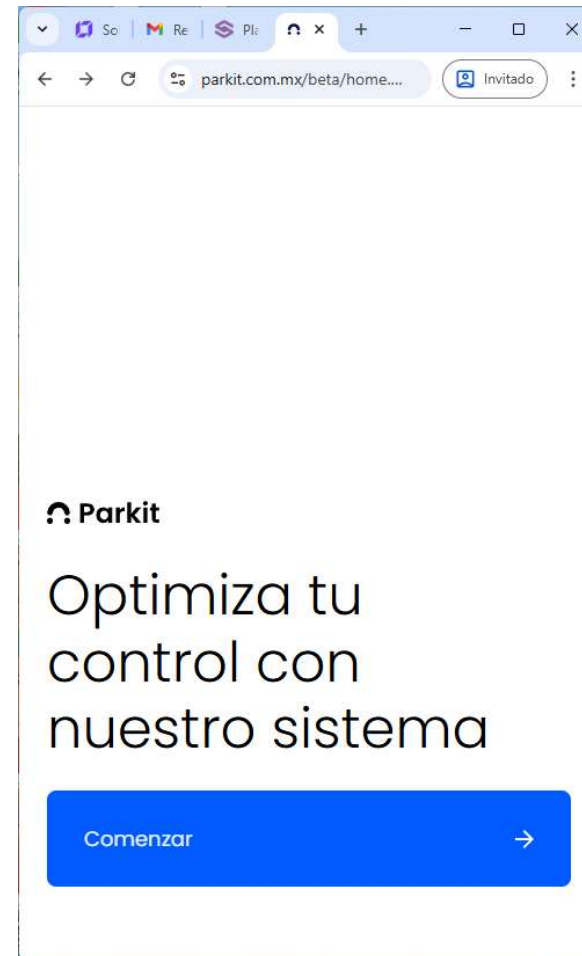 So
Re
Pla
parkit.com.mx/beta/home....
Invitado
Parkit
Optimiza tu
control con
nuestro sistema
Comenzar